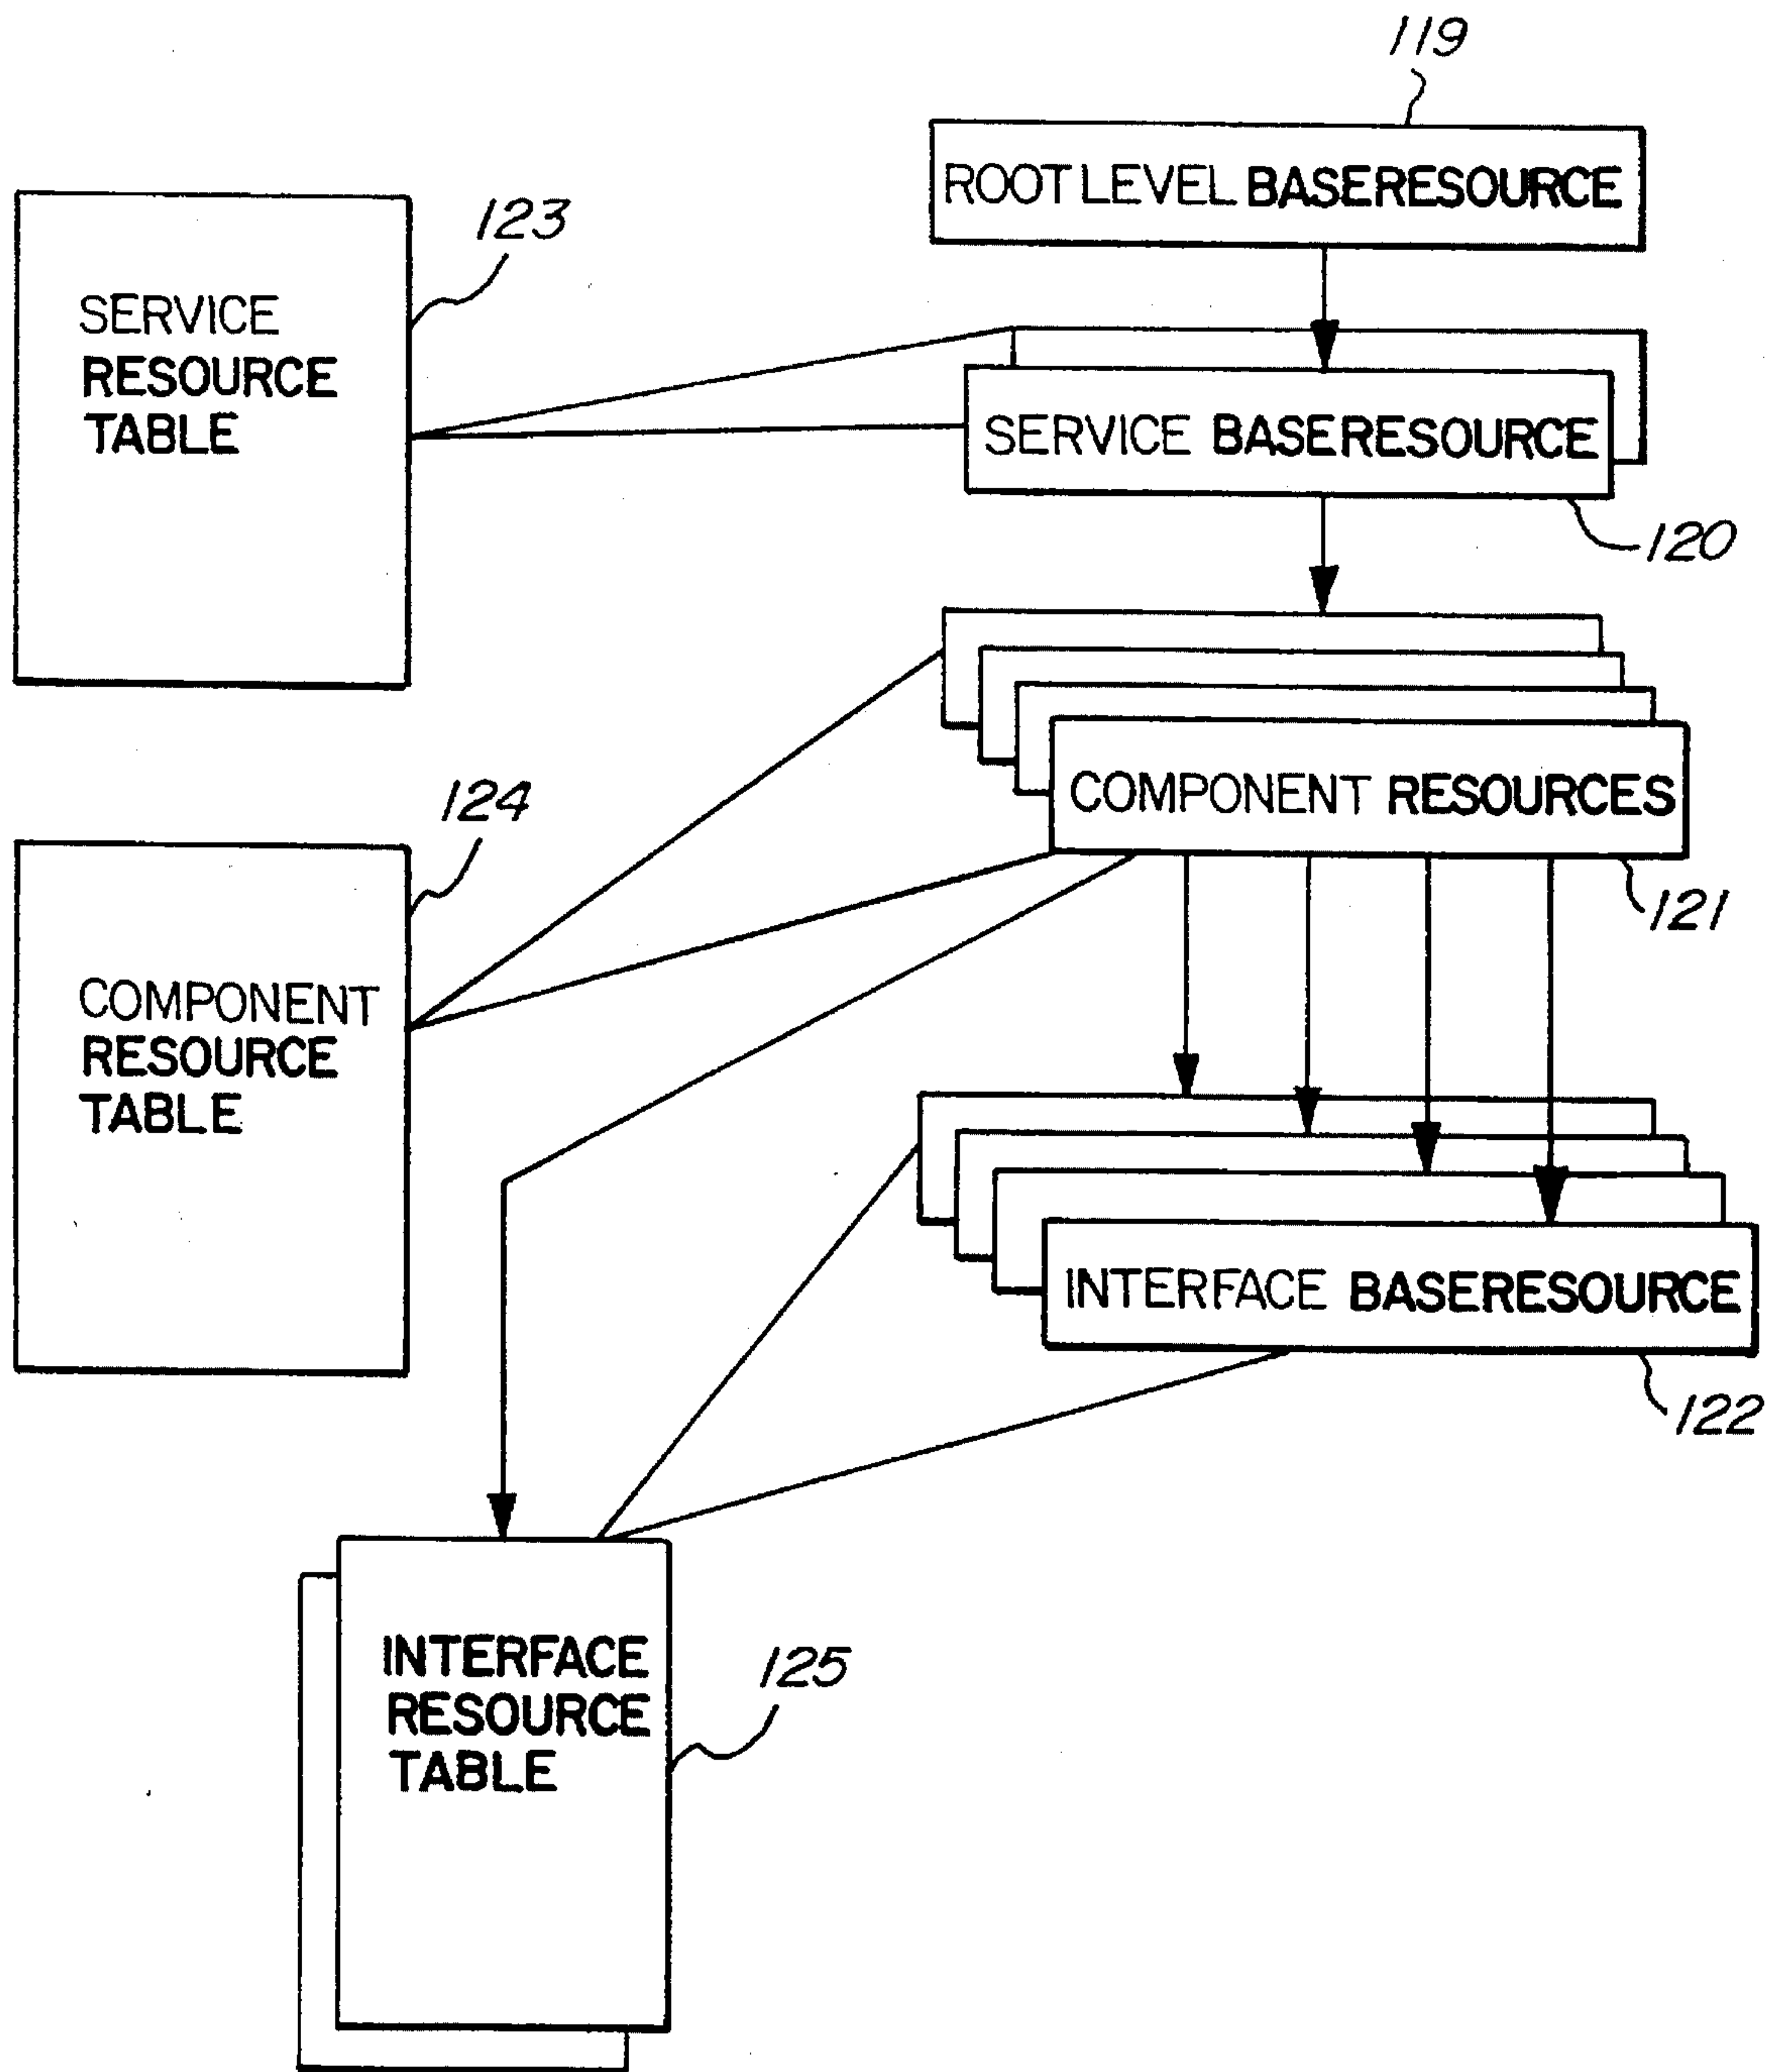 119
ROOT LEVEL BASERESOURCE
SERVICE
RESOURCE
TABLE
123
SERVICE BASERESOURCE
120
COMPONENT RESOURCES
121
COMPONENT
RESOURCE
TABLE
124
INTERFACE BASERESOURCE
122
INTERFACE
RESOURCE
TABLE
125